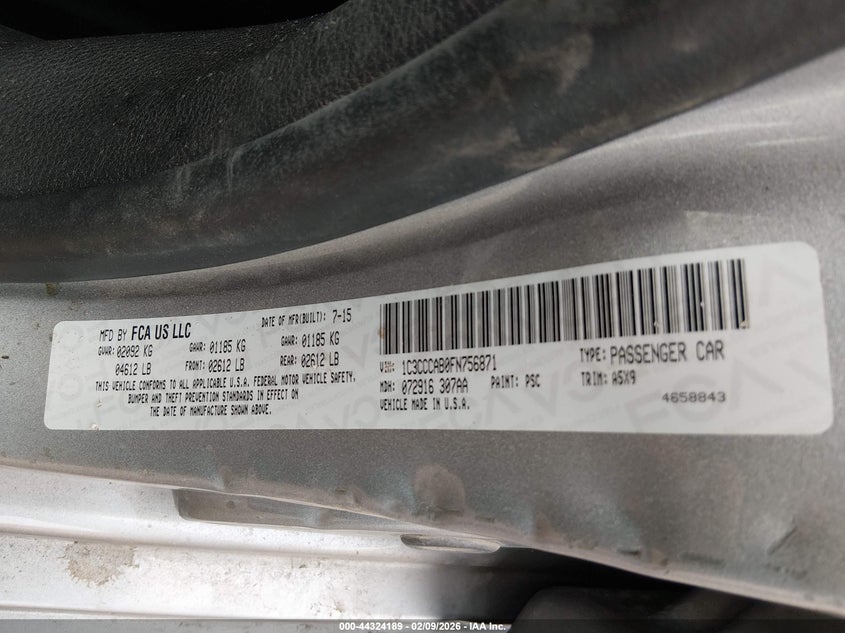 MFD BY FCA US LLC DATE OF MFR(BUILT): 7-15
GVWR: 02092 KG GAWR: 01185 KG GAWR: 01185 KG
04612 LB FRONT: 02612 LB REAR: 02612 LB
THIS VEHICLE CONFORMS TO ALL APPLICABLE U.S.A. FEDERAL MOTOR VEHICLE SAFETY,
BUMPER AND THEFT PREVENTION STANDARDS IN EFFECT ON
THE DATE OF MANUFACTURE SHOWN ABOVE.
VIN: 1C3CCCAB0FN756871 TYPE: PASSENGER CAR
MDH: 072916 307AA PAINT: PSC TRIM: A5X9
VEHICLE MADE IN U.S.A. 4658843
000-44324189 - 02/09/2026 - IAA, Inc.